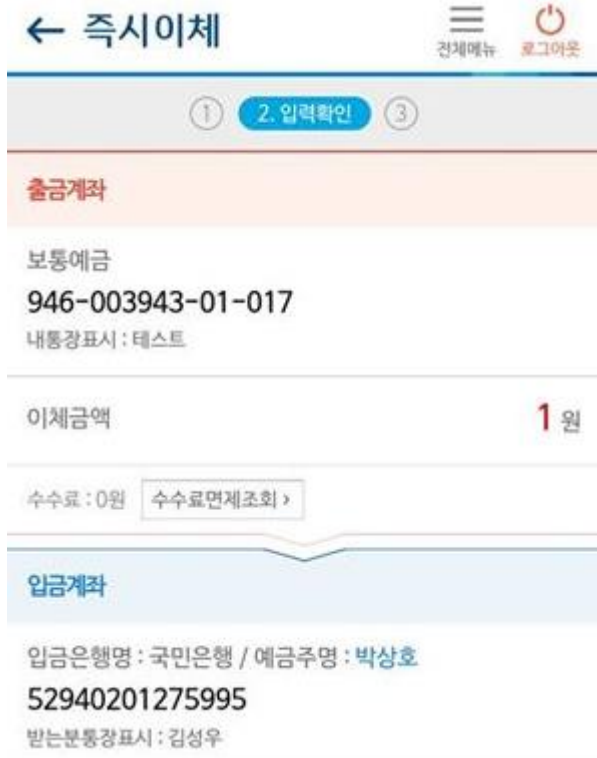 ← 즉시이체
전체메뉴 로그아웃
① 2. 입력확인 ③
출금계좌
보통예금
946-003943-01-017
내통장표시 : 테스트
이체금액 1 원
수수료 : 0원 수수료면제조회 ›
입금계좌
입금은행명 : 국민은행 / 예금주명 : 박상호
52940201275995
받는분통장표시 : 김성우